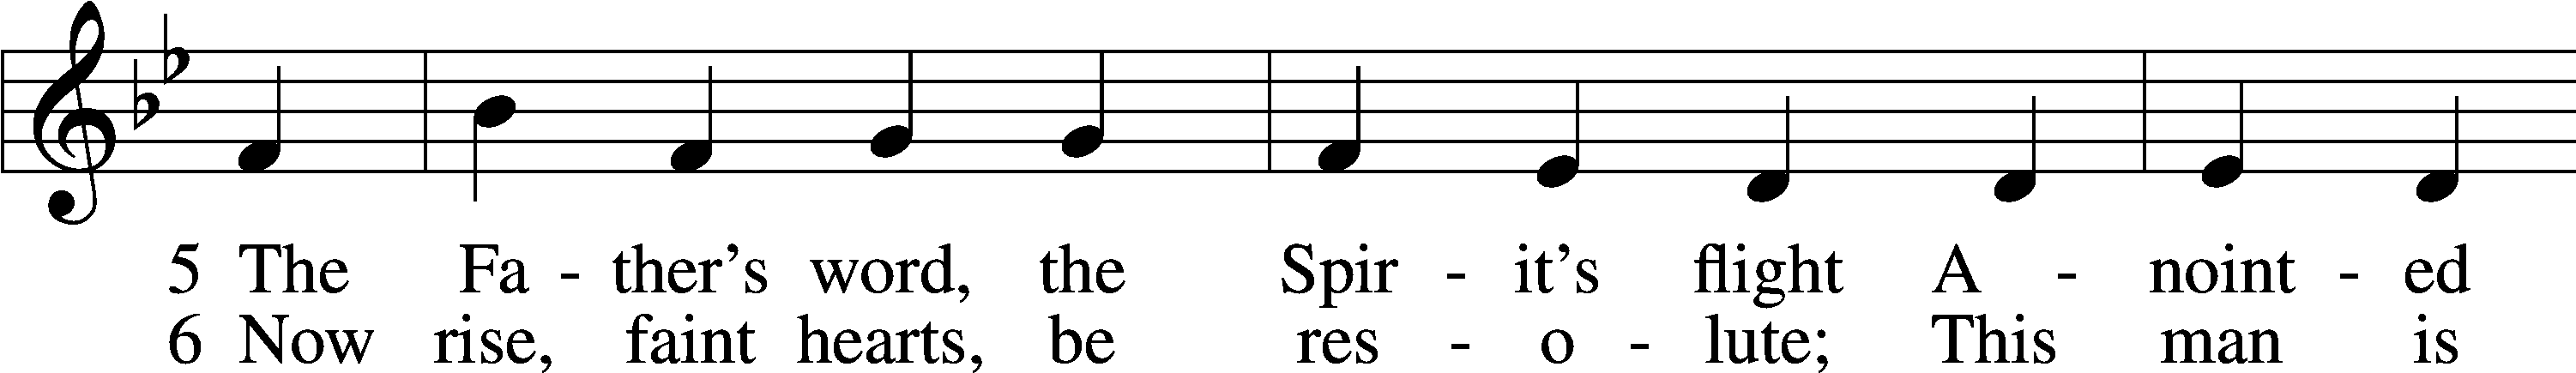 5 The Fa - ther's word, the Spir - it's flight A - noint - ed
6 Now rise, faint hearts, be res - o - lute; This man is